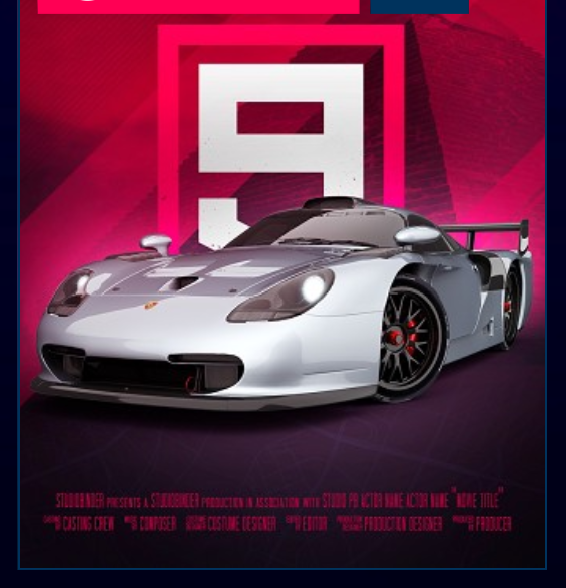 9
STUDIOBINDER PRESENTS A STUDIOBINDER PRODUCTION IN ASSOCIATION WITH STUDIO PB ACTOR NAME ACTOR NAME "MOVIE TITLE"
CASTING CREW COMPOSER COSTUME DESIGNER EDITOR PRODUCTION DESIGNER PRODUCER